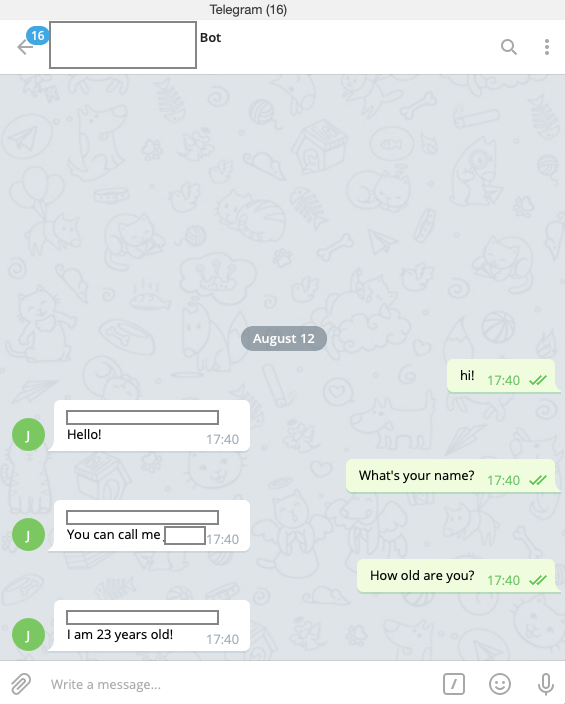 Telegram (16)
16
Bot
August 12
hi! 17:40
J
Hello! 17:40
What's your name? 17:40
J
You can call me 17:40
How old are you? 17:40
J
I am 23 years old! 17:40
Write a message...
/